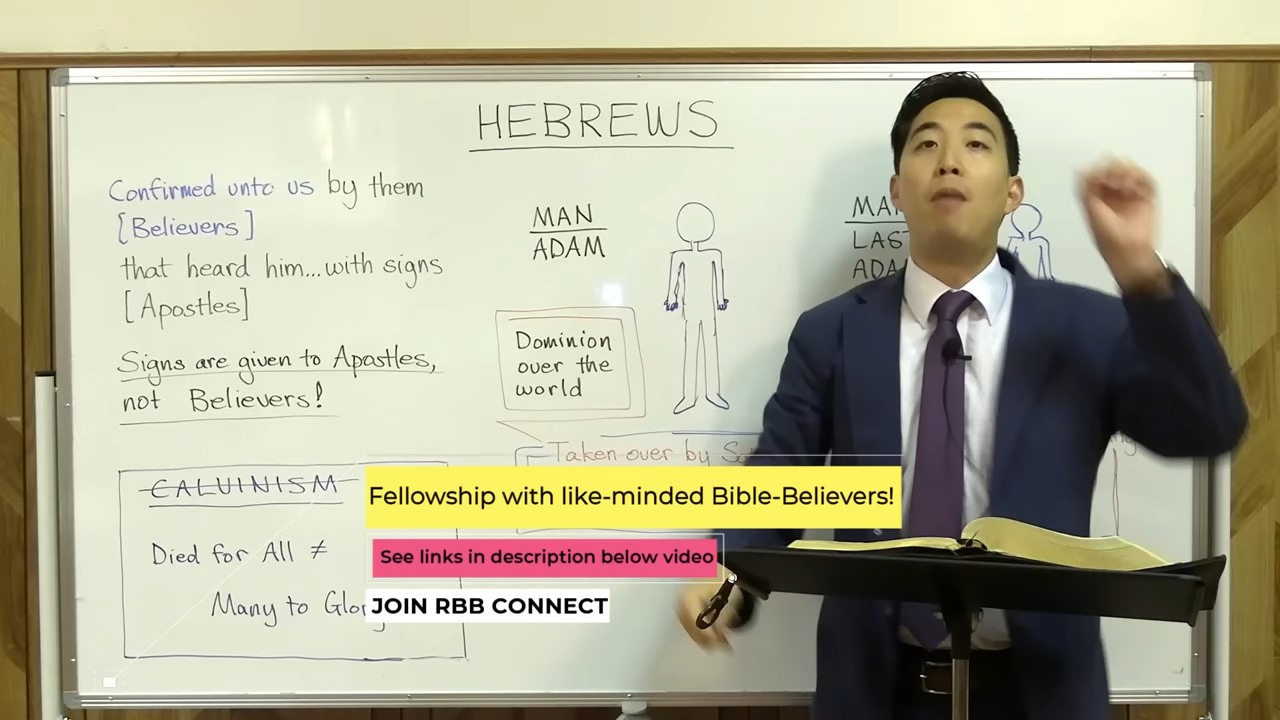 HEBREWS
Confirmed unto us by them
[Believers]
that heard him...with signs
[Apostles]
Signs are given to Apostles,
not Believers!
CALVINISM
Died for All ≠
Many to
MAN
ADAM
Dominion
over the
world
Taken over by
LAST
Fellowship with like-minded Bible-Believers!
See links in description below video
JOIN RBB CONNECT